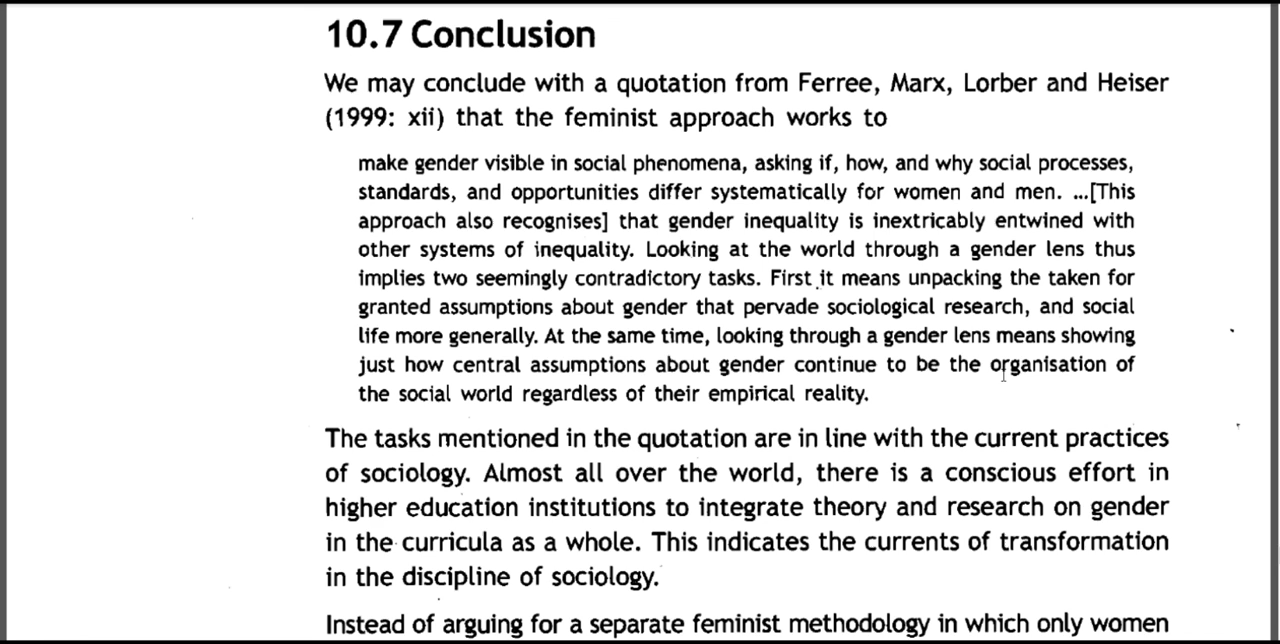 10.7 Conclusion
We may conclude with a quotation from Ferree, Marx, Lorber and Heiser
(1999: xii) that the feminist approach works to
make gender visible in social phenomena, asking if, how, and why social processes,
standards, and opportunities differ systematically for women and men. ...[This
approach also recognises] that gender inequality is inextricably entwined with
other systems of inequality. Looking at the world through a gender lens thus
implies two seemingly contradictory tasks. First it means unpacking the taken for
granted assumptions about gender that pervade sociological research, and social
life more generally. At the same time, looking through a gender lens means showing
just how central assumptions about gender continue to be the organisation of
the social world regardless of their empirical reality.
The tasks mentioned in the quotation are in line with the current practices
of sociology. Almost all over the world, there is a conscious effort in
higher education institutions to integrate theory and research on gender
in the curricula as a whole. This indicates the currents of transformation
in the discipline of sociology.
Instead of arguing for a separate feminist methodology in which only women